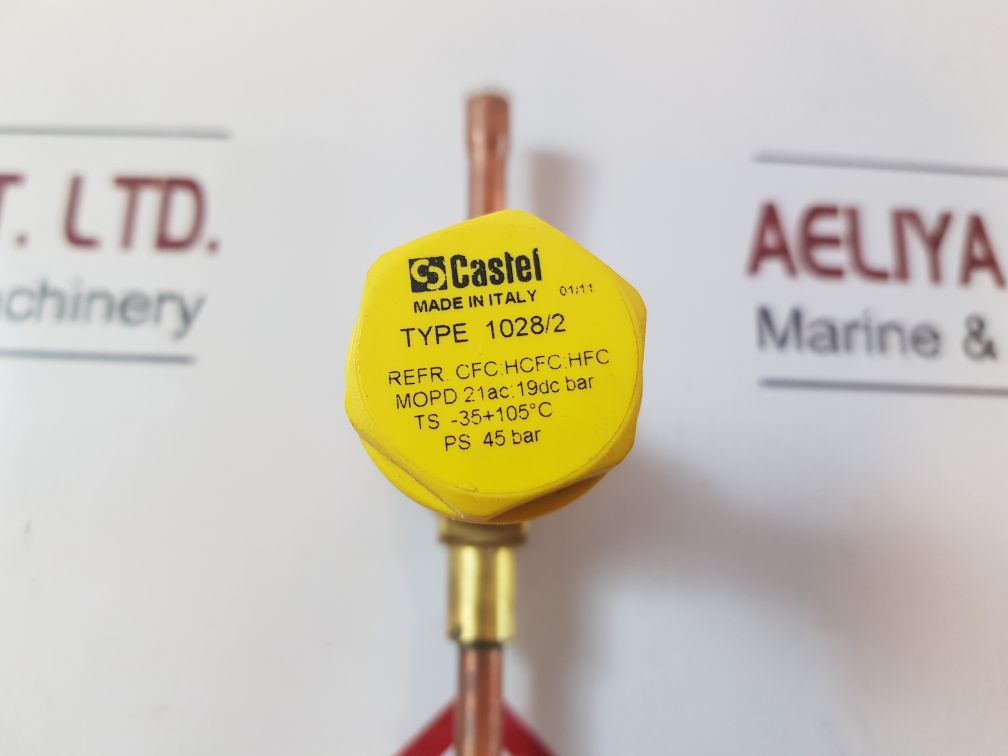 T. LTD.
achinery
AELIYA
Marine &
Castel
MADE IN ITALY 01/11
TYPE 1028/2
REFR. CFC:HCFC:HFC
MOPD 21ac:19dc bar
TS -35+105°C
PS 45 bar